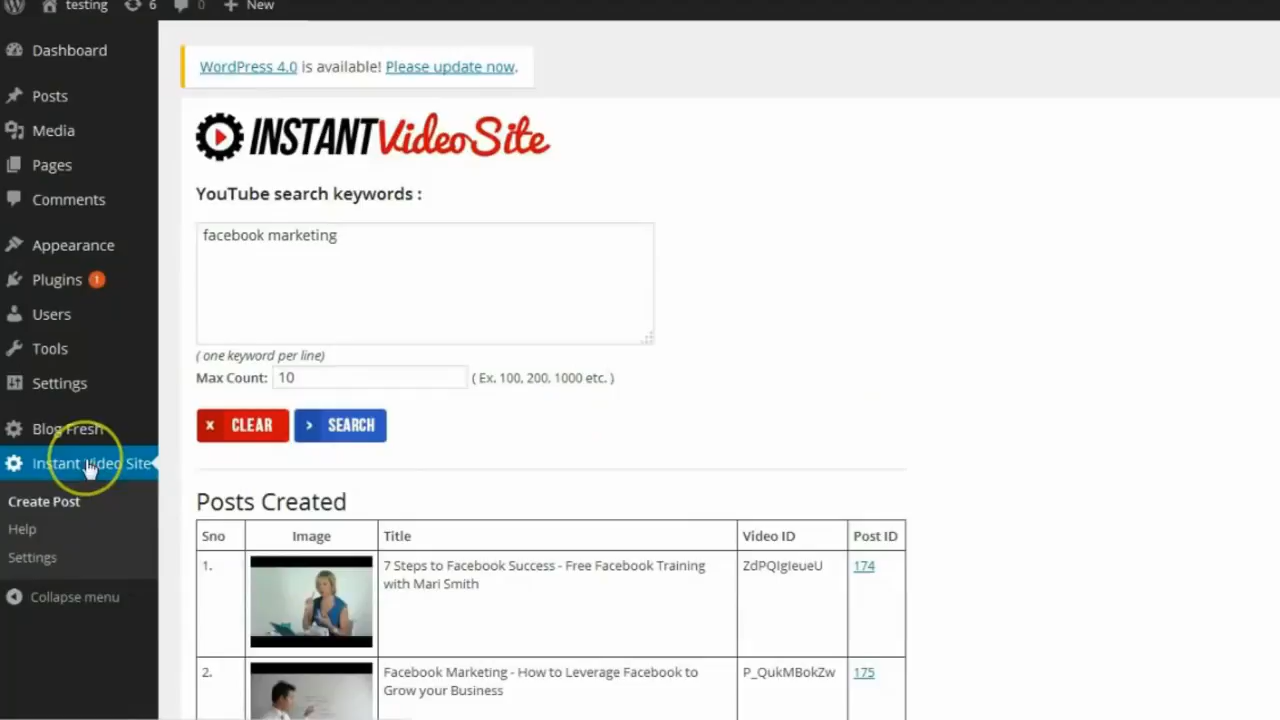 testing 6 0 + New
Dashboard
Posts
Media
Pages
Comments
Appearance
Plugins 1
Users
Tools
Settings
Blog Fresh
Instant Video Site
Create Post
Help
Settings
Collapse menu
WordPress 4.0 is available! Please update now.
INSTANT VideoSite
YouTube search keywords :
facebook marketing
( one keyword per line)
Max Count: 10 ( Ex. 100, 200, 1000 etc. )
× CLEAR > SEARCH
Posts Created
Sno Image Title Video ID Post ID
1. 7 Steps to Facebook Success - Free Facebook Training ZdPQIgIeueU 174
with Mari Smith
2. Facebook Marketing - How to Leverage Facebook to P_QukMBokZw 175
Grow your Business